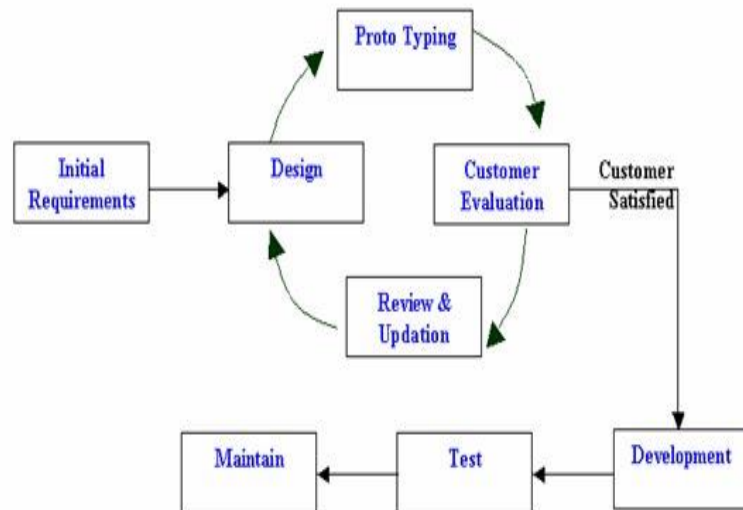 Proto Typing
Initial
Requirements
Design
Customer
Evaluation
Customer
Satisfied
Review &
Updation
Maintain
Test
Development